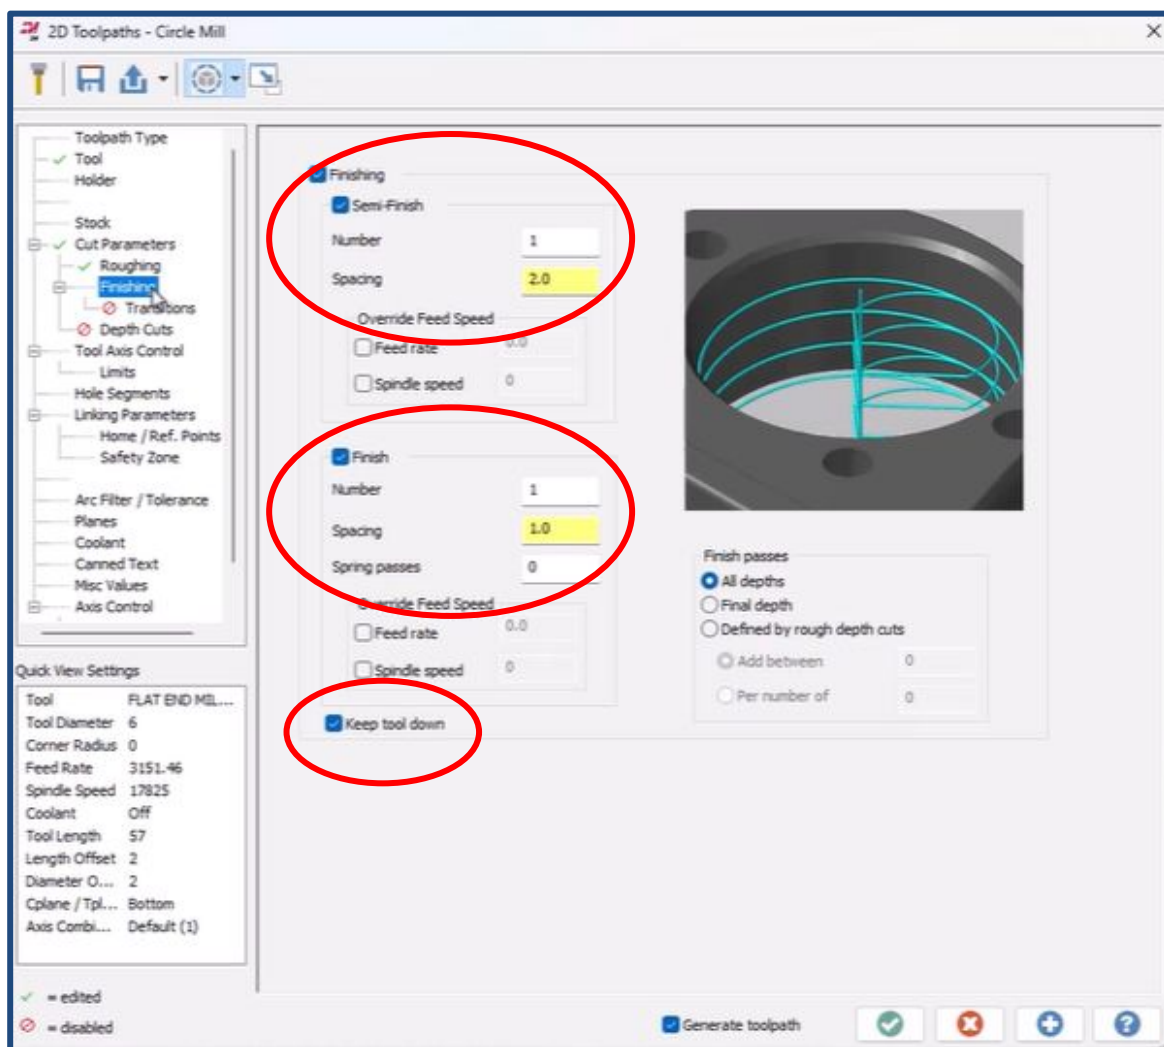 2D Toolpaths - Circle Mill
Toolpath Type
Tool
Holder
Stock
Cut Parameters
Roughing
Finishing
Transitions
Depth Cuts
Tool Axis Control
Limits
Hole Segments
Linking Parameters
Home / Ref. Points
Safety Zone
Arc Filter / Tolerance
Planes
Coolant
Canned Text
Misc Values
Axis Control
Quick View Settings
Tool FLAT END MIL...
Tool Diameter 6
Corner Radius 0
Feed Rate 3151.46
Spindle Speed 17825
Coolant Off
Tool Length 57
Length Offset 2
Diameter O... 2
Cplane / Tpl... Bottom
Axis Combi... Default (1)
= edited
= disabled
Finishing
Semi-Finish
Number 1
Spacing 2.0
Override Feed Speed
Feed rate 0.0
Spindle speed 0
Finish
Number 1
Spacing 1.0
Spring passes 0
Override Feed Speed
Feed rate 0.0
Spindle speed 0
Keep tool down
Finish passes
All depths
Final depth
Defined by rough depth cuts
Add between 0
Per number of 0
Generate toolpath